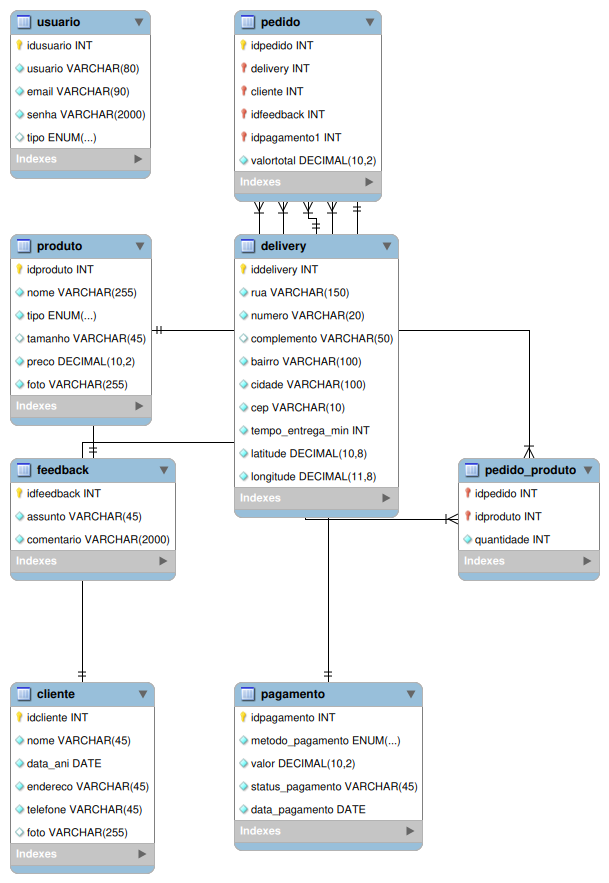 usuario
idusuario INT
usuario VARCHAR(80)
email VARCHAR(90)
senha VARCHAR(2000)
tipo ENUM(...)
Indexes
pedido
idpedido INT
delivery INT
cliente INT
idfeedback INT
idpagamento1 INT
valortotal DECIMAL(10,2)
Indexes
produto
idproduto INT
nome VARCHAR(255)
tipo ENUM(...)
tamanho VARCHAR(45)
preco DECIMAL(10,2)
foto VARCHAR(255)
Indexes
delivery
iddelivery INT
rua VARCHAR(150)
numero VARCHAR(20)
complemento VARCHAR(50)
bairro VARCHAR(100)
cidade VARCHAR(100)
cep VARCHAR(10)
tempo_entrega_min INT
latitude DECIMAL(10,8)
longitude DECIMAL(11,8)
Indexes
feedback
idfeedback INT
assunto VARCHAR(45)
comentario VARCHAR(2000)
Indexes
pedido_produto
idpedido INT
idproduto INT
quantidade INT
Indexes
cliente
idcliente INT
nome VARCHAR(45)
data_ani DATE
endereco VARCHAR(45)
telefone VARCHAR(45)
foto VARCHAR(255)
Indexes
pagamento
idpagamento INT
metodo_pagamento ENUM(...)
valor DECIMAL(10,2)
status_pagamento VARCHAR(45)
data_pagamento DATE
Indexes